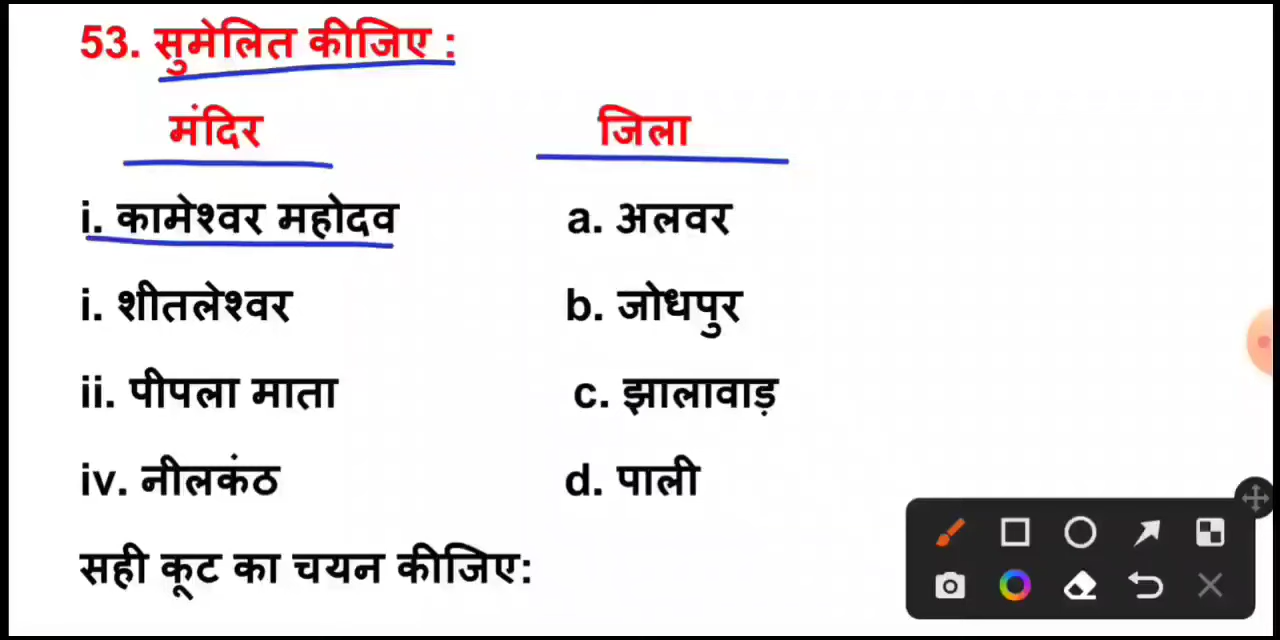 53. सुमेलित कीजिए :
मंदिर जिला
i. कामेश्वर महोदव a. अलवर
i. शीतलेश्वर b. जोधपुर
ii. पीपला माता c. झालावाड़
iv. नीलकंठ d. पाली
सही कूट का चयन कीजिए: